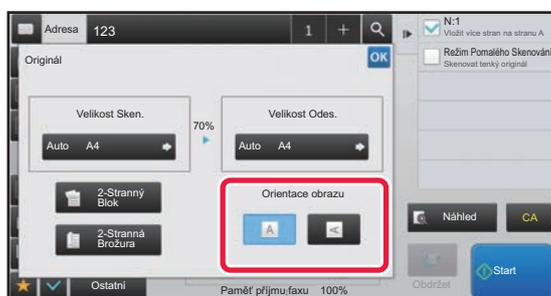 Adresa 123 1 + 
N:1
Vložit více stran na stranu A
Originál OK
Režim Pomalého Skenování
Skenovat tenký originál
Velikost Sken. 70% Velikost Odes.
Auto A4 Auto A4
2-Stranný
Blok
Orientace obrazu
A A
2-Stranná
Brožura
Náhled CA
Ostatní
Paměť příjmu faxu 100%
Obdržet
Start